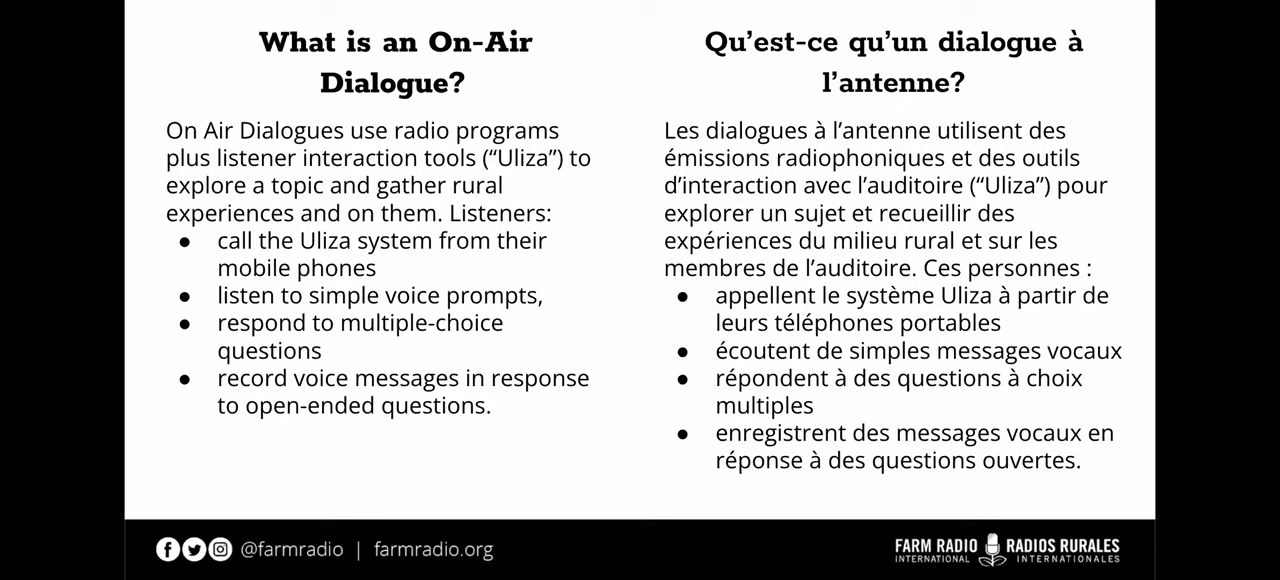 What is an On-Air
Dialogue?
On Air Dialogues use radio programs
plus listener interaction tools (“Uliza”) to
explore a topic and gather rural
experiences and on them. Listeners:
● call the Uliza system from their
mobile phones
● listen to simple voice prompts,
● respond to multiple-choice
questions
● record voice messages in response
to open-ended questions.
Qu’est-ce qu’un dialogue à
l’antenne?
Les dialogues à l’antenne utilisent des
émissions radiophoniques et des outils
d’interaction avec l’auditoire (“Uliza”) pour
explorer un sujet et recueillir des
expériences du milieu rural et sur les
membres de l’auditoire. Ces personnes :
● appellent le système Uliza à partir de
leurs téléphones portables
● écoutent de simples messages vocaux
● répondent à des questions à choix
multiples
● enregistrent des messages vocaux en
réponse à des questions ouvertes.
@farmradio | farmradio.org
FARM RADIO INTERNATIONAL
RADIOS RURALES INTERNATIONALES